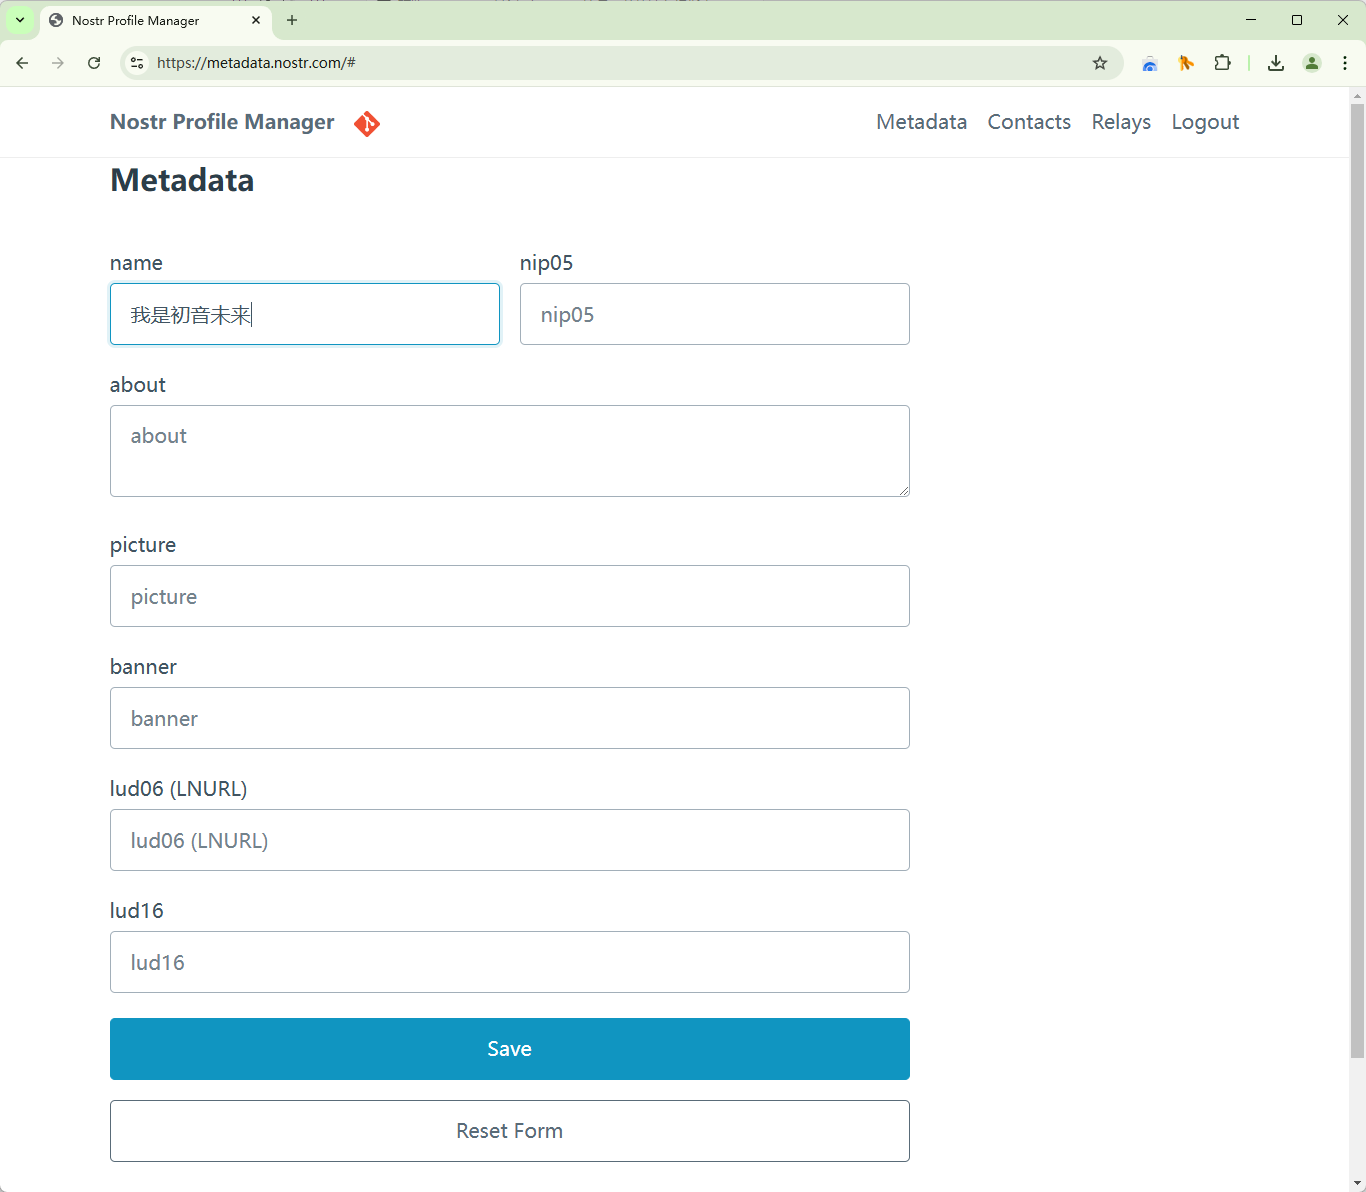 Nostr Profile Manager
https://metadata.nostr.com/#
Nostr Profile Manager
Metadata Contacts Relays Logout
Metadata
name nip05
我是初音未来 nip05
about
about
picture
picture
banner
banner
lud06 (LNURL)
lud06 (LNURL)
lud16
lud16
Save
Reset Form